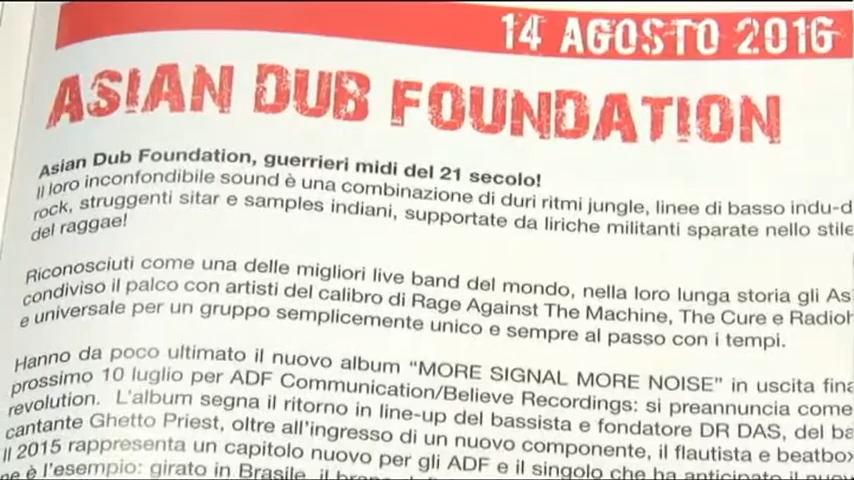 14 AGOSTO 2016
ASIAN DUB FOUNDATION
Asian Dub Foundation, guerrieri midi del 21 secolo!
Il loro inconfondibile sound è una combinazione di duri ritmi jungle, linee di basso indu-d
rock, struggenti sitar e samples indiani, supportate da liriche militanti sparate nello stile
del raggae!
Riconosciuti come una delle migliori live band del mondo, nella loro lunga storia gli As
condiviso il palco con artisti del calibro di Rage Against The Machine, The Cure e Radioh
e universale per un gruppo semplicemente unico e sempre al passo con i tempi.
Hanno da poco ultimato il nuovo album “MORE SIGNAL MORE NOISE” in uscita fina
prossimo 10 luglio per ADF Communication/Believe Recordings: si preannuncia come
revolution. L’album segna il ritorno in line-up del bassista e fondatore DR DAS, del ba
cantante Ghetto Priest, oltre all’ingresso di un nuovo componente, il flautista e beatbox
Il 2015 rappresenta un capitolo nuovo per gli ADF e il singolo che ha anticipato il nuov
ne è l’esempio: girato in Brasile, il